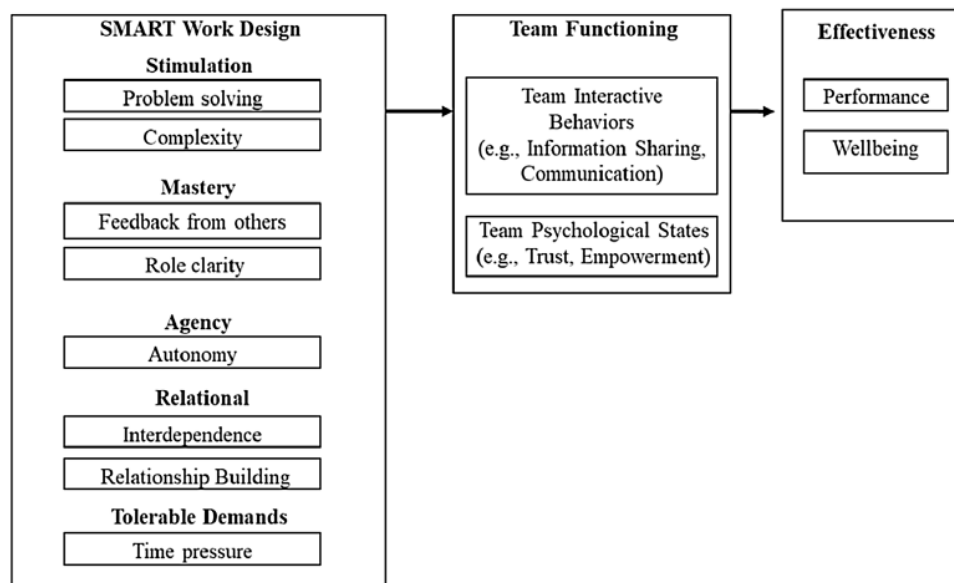 SMART Work Design
Stimulation
Problem solving
Complexity
Mastery
Feedback from others
Role clarity
Agency
Autonomy
Relational
Interdependence
Relationship Building
Tolerable Demands
Time pressure
Team Functioning
Team Interactive
Behaviors
(e.g., Information Sharing,
Communication)
Team Psychological States
(e.g., Trust, Empowerment)
Effectiveness
Performance
Wellbeing